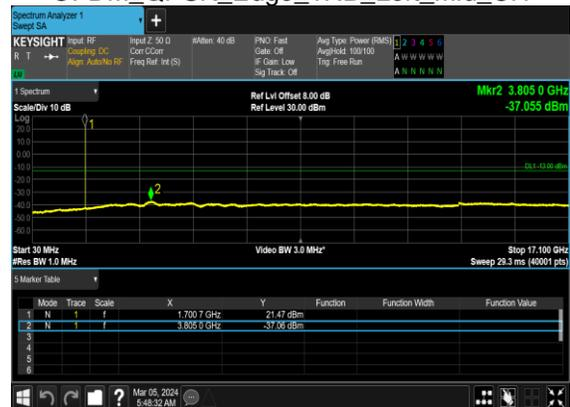 Spectrum Analyzer 1
Swept SA
KEYSIGHT Input: RF Input Z: 50 Ω #Atten: 40 dB PNO: Fast Avg Type: Power (RMS) 1 2 3 4 5 6
R T Coupling: DC Corr CCorr Gate: Off Avg|Hold: 100/100 A W W W W W
Align: Auto/No RF Freq Ref: Int (S) IF Gain: Low Trig: Free Run
LU Sig Track: Off A N N N N N
1 Spectrum Ref Lvl Offset 8.00 dB Mkr2 3.805 0 GHz
Scale/Div 10 dB Ref Level 30.00 dBm -37.055 dBm
Log
20.0
10.0
0.00
-10.0
DL1 -13.00 dBm
-20.0
-30.0
-40.0
-50.0
-60.0
1
2
Start 30 MHz Video BW 3.0 MHz* Stop 17.100 GHz
#Res BW 1.0 MHz Sweep 29.3 ms (40001 pts)
5 Marker Table
Mode Trace Scale X Y Function Function Width Function Value
1 N 1 f 1.700 7 GHz 21.47 dBm
2 N 1 f 3.805 0 GHz -37.06 dBm
3
4
5
6
Mar 05, 2024
5:48:32 AM